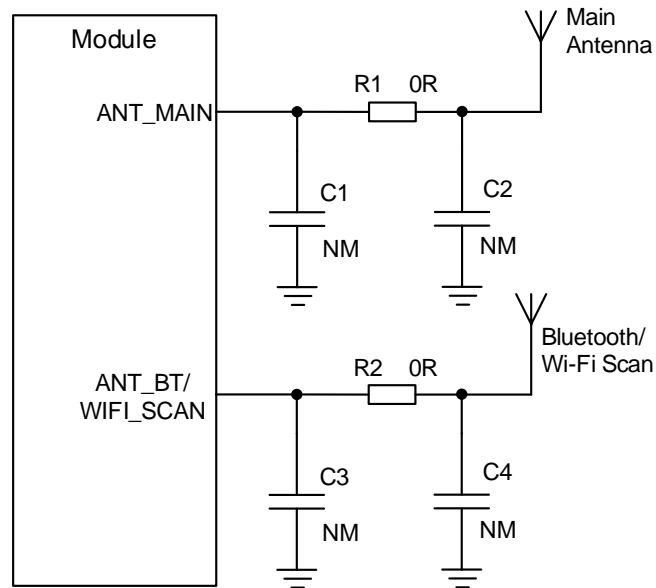 Module
Main
Antenna
R1 0R
ANT_MAIN
C1
C2
NM
NM
Bluetooth/
Wi-Fi Scan
R2 0R
ANT_BT/
WIFI_SCAN
C3
C4
NM
NM